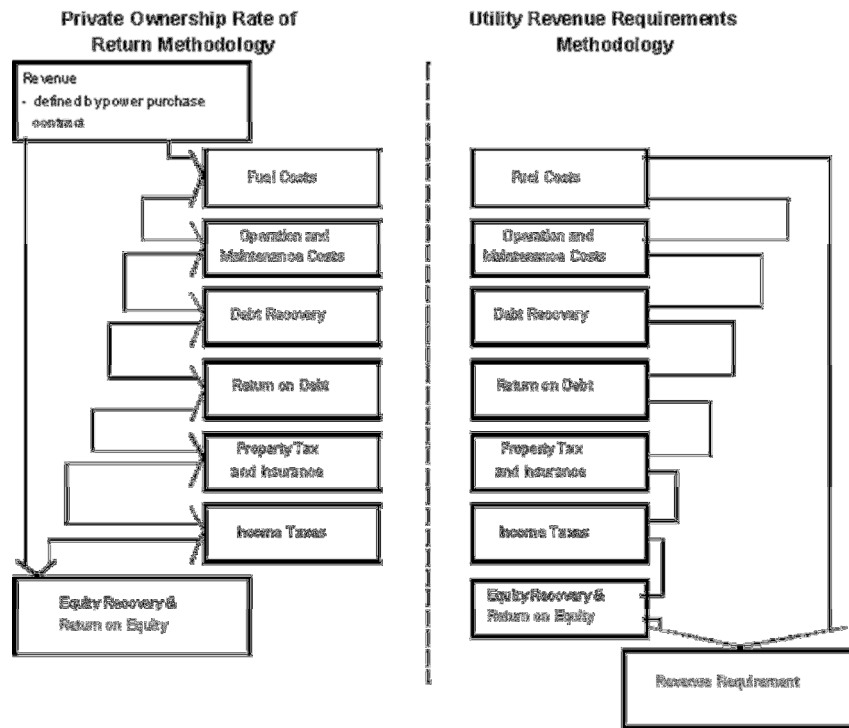 Private Ownership Rate of
Return Methodology
Revenue
- defined by power purchase
contract
Fuel Costs
Operation and
Maintenance Costs
Debt Recovery
Return on Debt
Property Tax
and Insurance
Income Taxes
Equity Recovery &
Return on Equity
Utility Revenue Requirements
Methodology
Fuel Costs
Operation and
Maintenance Costs
Debt Recovery
Return on Debt
Property Tax
and Insurance
Income Taxes
Equity Recovery &
Return on Equity
Revenue Requirement